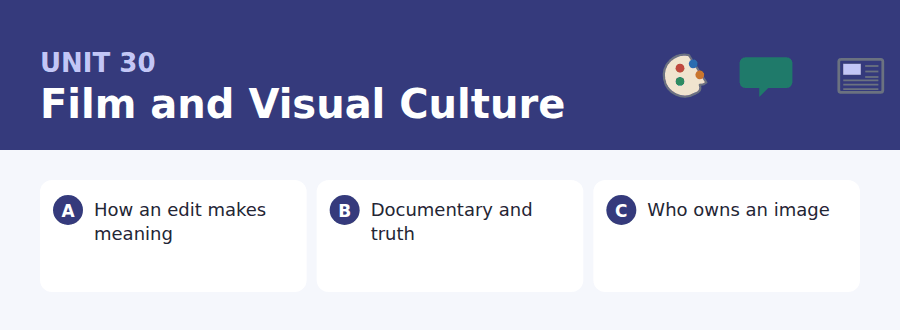 UNIT 30
Film and Visual Culture
A
How an edit makes
meaning
B
Documentary and
truth
C
Who owns an image